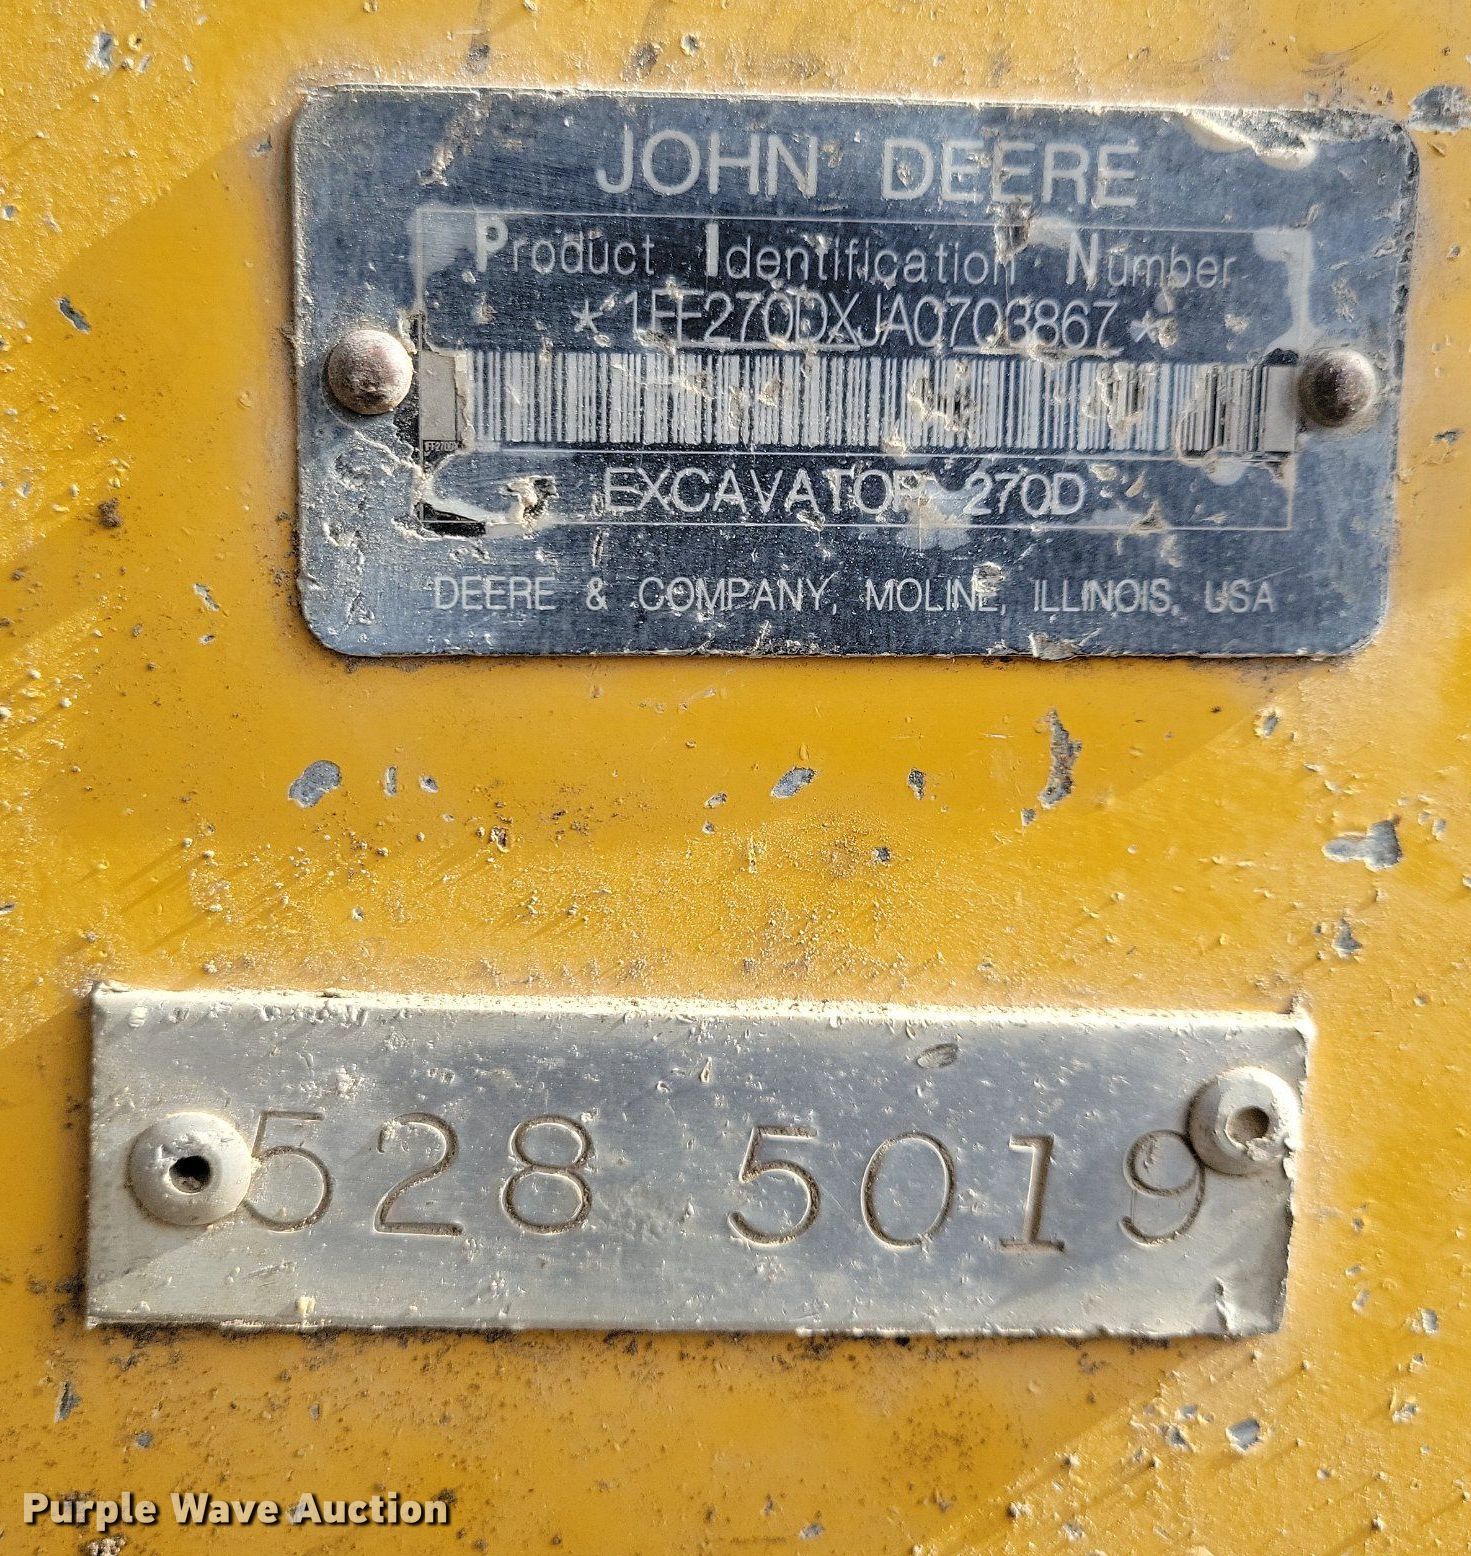 JOHN DEERE
Product Identification Number
*1FF270DXJA0703867*
EXCAVATOR 270D
DEERE & COMPANY, MOLINE, ILLINOIS, USA
528 5019
Purple Wave Auction